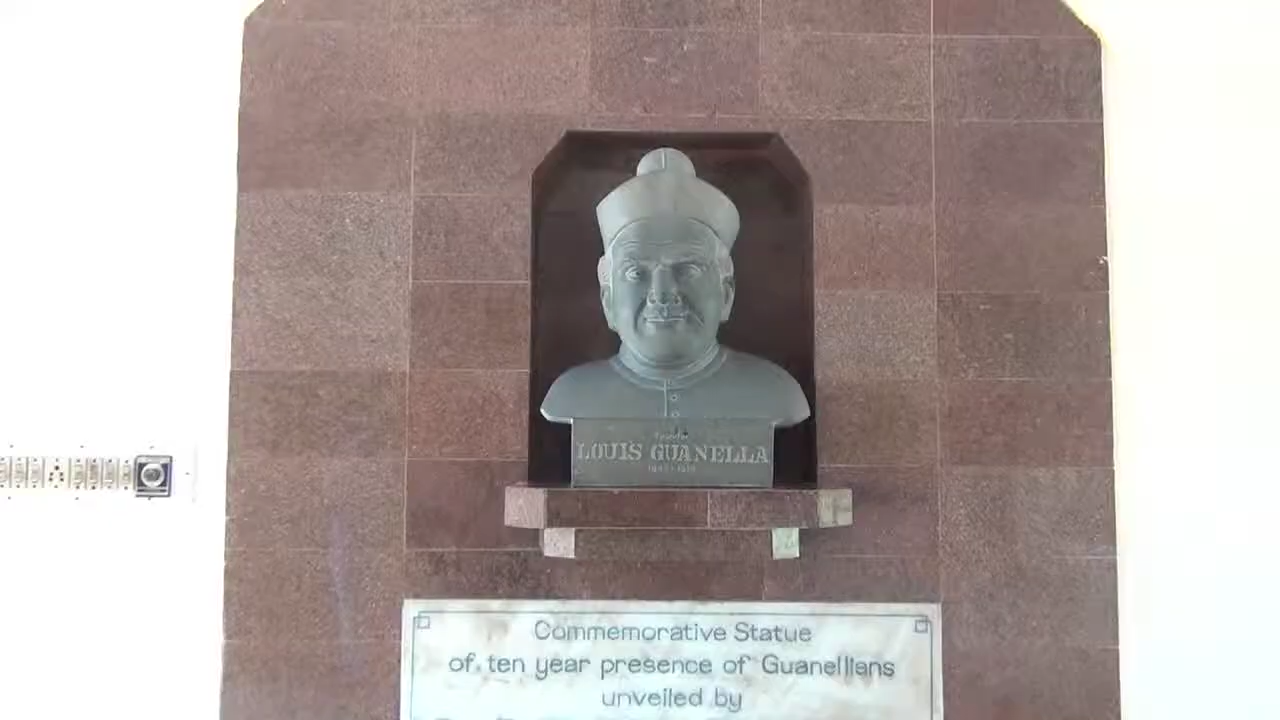 LOUIS GUANELLA
Commemorative Statue
of ten year presence of Guanellians
unveiled by